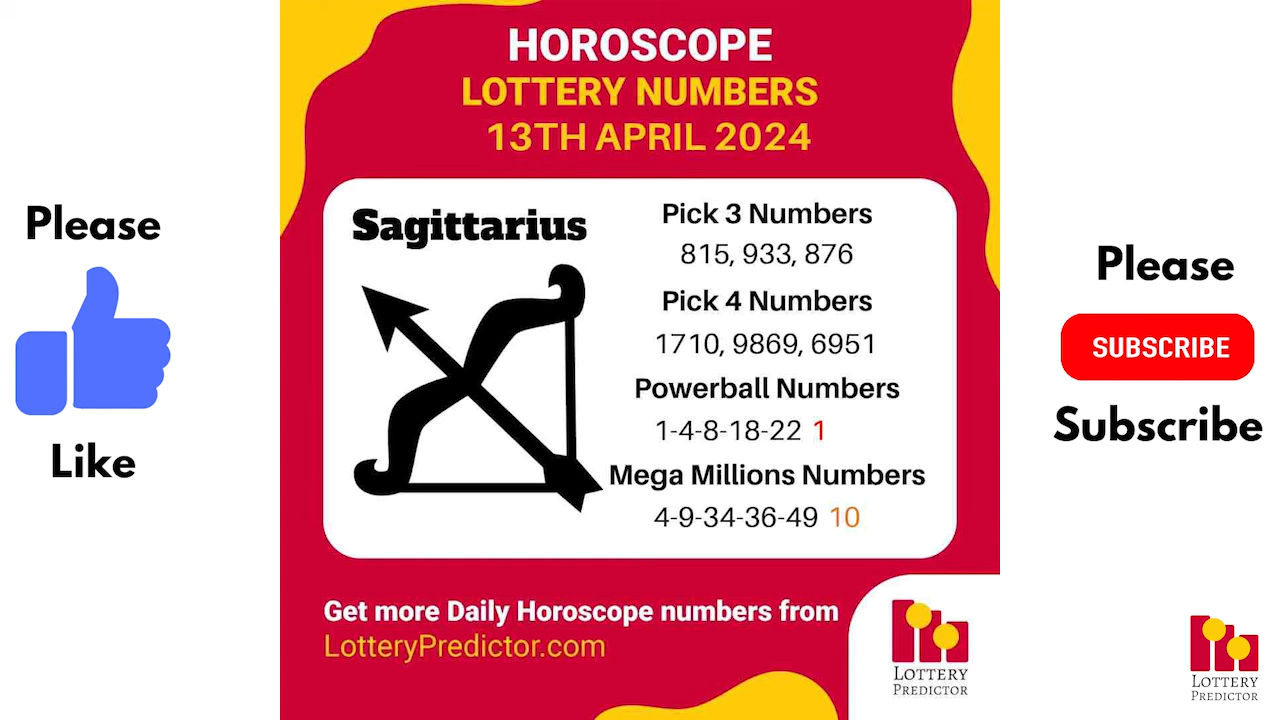 Please
Like
HOROSCOPE
LOTTERY NUMBERS
13TH APRIL 2024
Sagittarius
Pick 3 Numbers
815, 933, 876
Pick 4 Numbers
1710, 9869, 6951
Powerball Numbers
1-4-8-18-22 1
Mega Millions Numbers
4-9-34-36-49 10
Get more Daily Horoscope numbers from
LotteryPredictor.com
LOTTERY
PREDICTOR
Please
SUBSCRIBE
Subscribe
LOTTERY
PREDICTOR